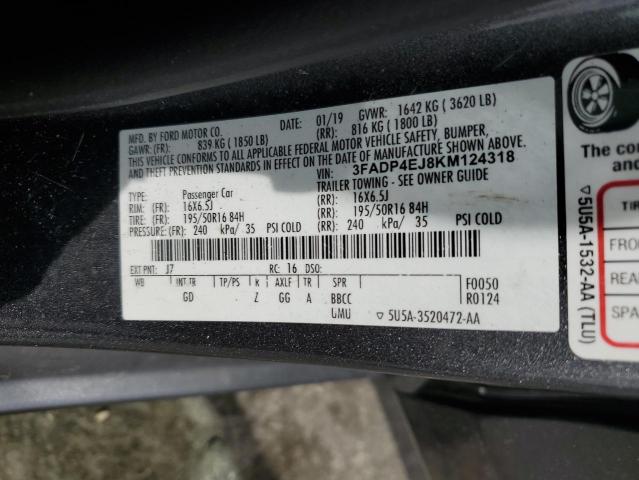 MFD. BY FORD MOTOR CO. DATE: 01/19 GVWR: 1642 KG ( 3620 LB)
GAWR: (FR): 839 KG ( 1850 LB) (RR): 816 KG ( 1800 LB)
THIS VEHICLE CONFORMS TO ALL APPLICABLE FEDERAL MOTOR VEHICLE SAFETY, BUMPER,
AND THEFT PREVENTION STANDARDS IN EFFECT ON THE DATE OF MANUFACTURE SHOWN ABOVE.
VIN: 3FADP4EJ8KM124318
TYPE: Passenger Car TRAILER TOWING - SEE OWNER GUIDE
RIM: (FR) 16X6.5J (RR): 16X6.5J
TIRE: (FR) 195/50R16 84H (RR): 195/50R16 84H
PRESSURE: (FR): 240 kPa/ 35 PSI COLD (RR): 240 kPa/ 35 PSI COLD
EXT PNT: J7 RC: 16 DSO:
WB INT TR TP/PS R AXLE TR SPR F0050
GD Z GG A BBCC R0124
UMU ▽ 5U5A-3520472-AA
The co
▽ 5U5A-1532-AA (TLU)
TI
FRO
REA
SPA